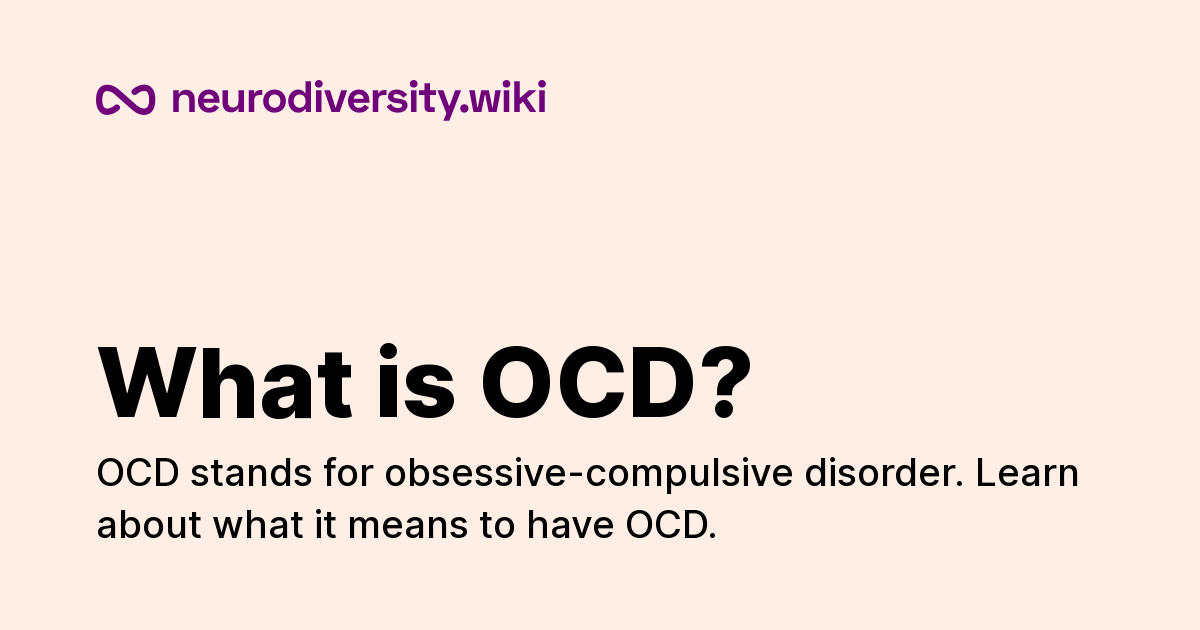 neurodiversity.wiki
What is OCD?
OCD stands for obsessive-compulsive disorder. Learn
about what it means to have OCD.